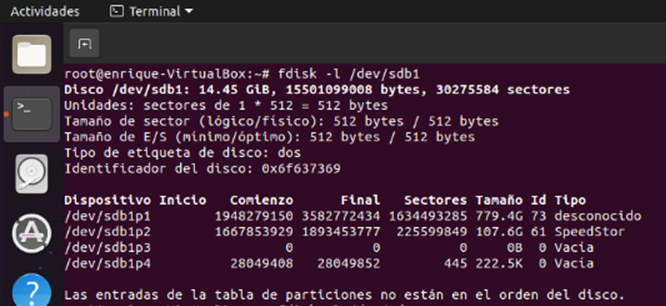 Actividades Terminal
root@enrique-VirtualBox:~# fdisk -l /dev/sdb1
Disco /dev/sdb1: 14.45 GiB, 15501099008 bytes, 30275584 sectores
Unidades: sectores de 1 * 512 = 512 bytes
Tamaño de sector (lógico/físico): 512 bytes / 512 bytes
Tamaño de E/S (mínimo/óptimo): 512 bytes / 512 bytes
Tipo de etiqueta de disco: dos
Identificador del disco: 0x6f637369
Dispositivo Inicio Comienzo Final Sectores Tamaño Id Tipo
/dev/sdb1p1 1948279150 3582772434 1634493285 779.4G 73 desconocido
/dev/sdb1p2 1667853929 1893453777 225599849 107.6G 61 SpeedStor
/dev/sdb1p3 0 0 0 0B 0 Vacía
/dev/sdb1p4 28049408 28049852 445 222.5K 0 Vacía
Las entradas de la tabla de particiones no están en el orden del disco.